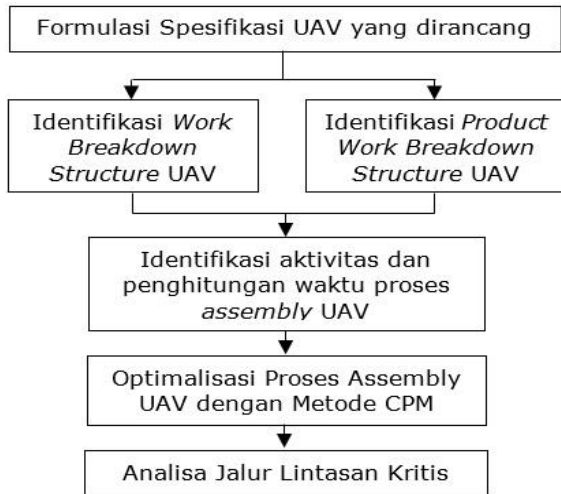 Formulasi Spesifikasi UAV yang dirancang
Identifikasi Work
Breakdown
Structure UAV
Identifikasi Product
Work Breakdown
Structure UAV
Identifikasi aktivitas dan
penghitungan waktu proses
assembly UAV
Optimalisasi Proses Assembly
UAV dengan Metode CPM
Analisa Jalur Lintasan Kritis